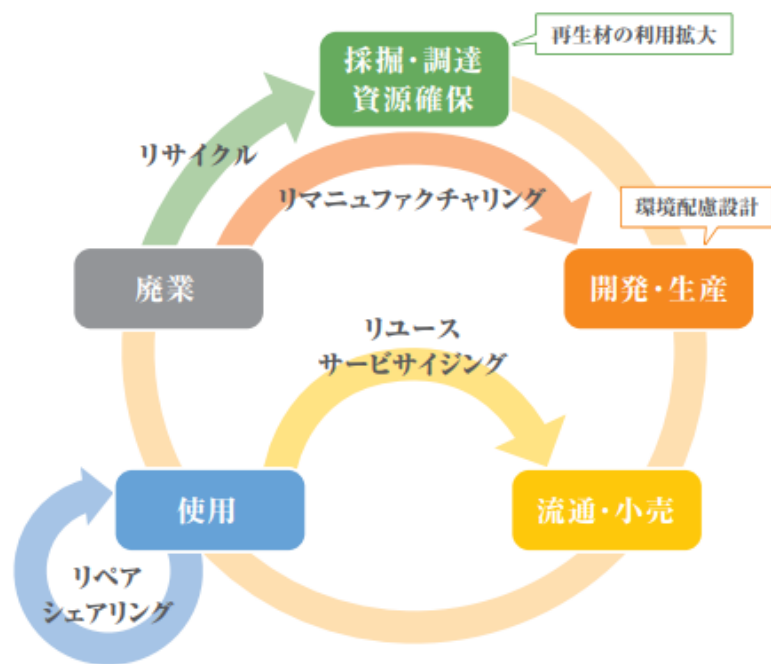 再生材の利用拡大
採掘・調達
資源確保
リサイクル
リマニュファクチャリング
環境配慮設計
廃業
開発・生産
リユース
サービサイジング
使用
流通・小売
リペア
シェアリング